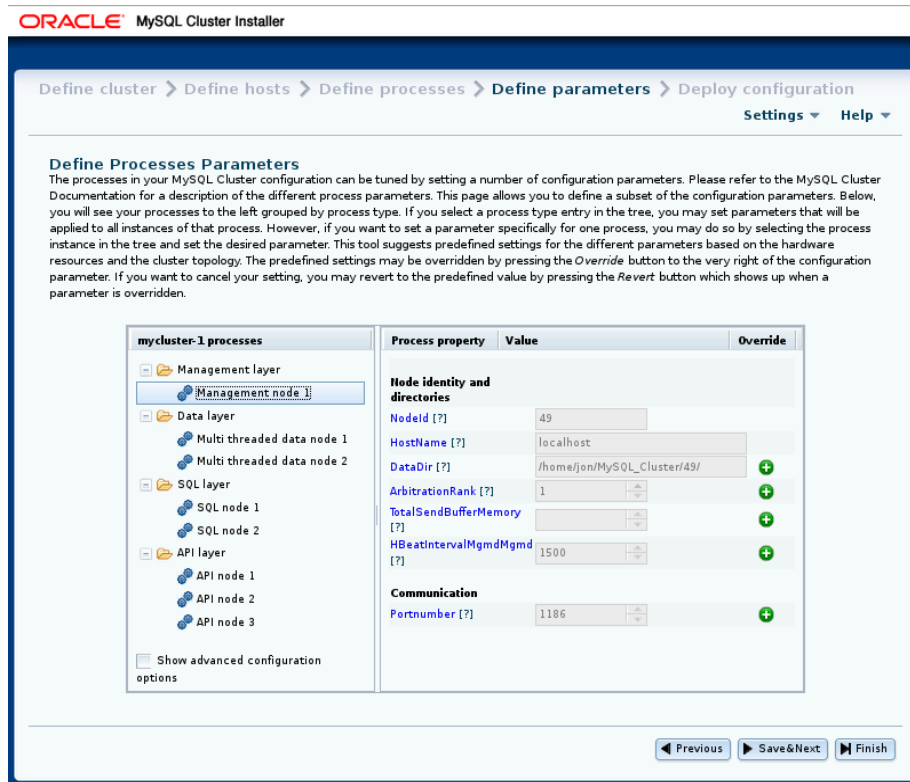 ORACLE® MySQL Cluster Installer
Define cluster > Define hosts > Define processes > Define parameters > Deploy configuration
Settings Help
Define Processes Parameters
The processes in your MySQL Cluster configuration can be tuned by setting a number of configuration parameters. Please refer to the MySQL Cluster
Documentation for a description of the different process parameters. This page allows you to define a subset of the configuration parameters. Below,
you will see your processes to the left grouped by process type. If you select a process type entry in the tree, you may set parameters that will be
applied to all instances of that process. However, if you want to set a parameter specifically for one process, you may do so by selecting the process
instance in the tree and set the desired parameter. This tool suggests predefined settings for the different parameters based on the hardware
resources and the cluster topology. The predefined settings may be overridden by pressing the Override button to the very right of the configuration
parameter. If you want to cancel your setting, you may revert to the predefined value by pressing the Revert button which shows up when a
parameter is overridden.
mycluster-1 processes
Management layer
Management node 1
Data layer
Multi threaded data node 1
Multi threaded data node 2
SQL layer
SQL node 1
SQL node 2
API layer
API node 1
API node 2
API node 3
Show advanced configuration
options
Process property Value Override
Node identity and
directories
NodeId [?] 49
HostName [?] localhost
DataDir [?] /home/jon/MySQL_Cluster/49/
ArbitrationRank [?] 1
TotalSendBufferMemory
[?]
HBeatIntervalMgmdMgmd
[?] 1500
Communication
Portnumber [?] 1186
Previous Save&Next Finish